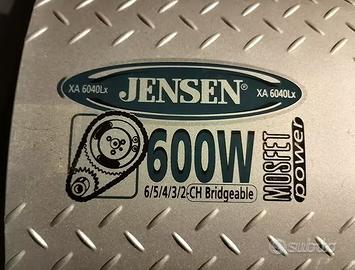 XA 6040Lx JENSEN® XA 6040Lx
600W
6/5/4/3/2-CH Bridgeable
MOSFET
power
subito